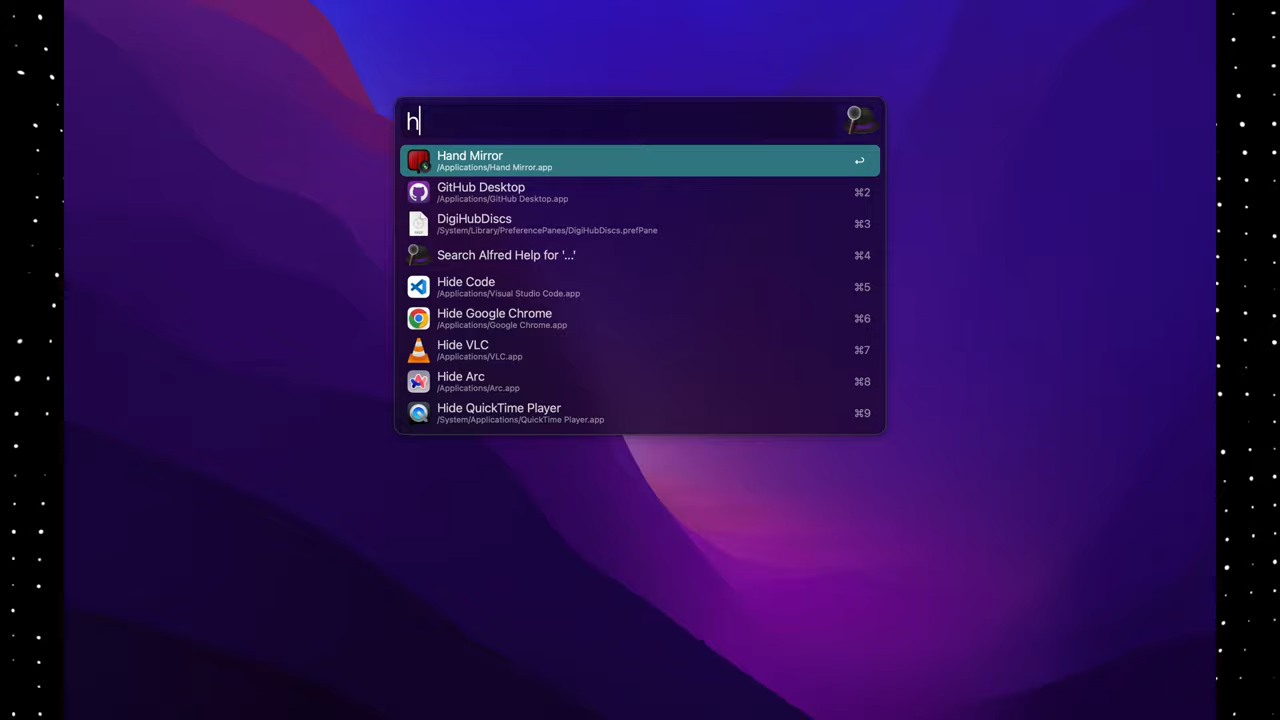 h
Hand Mirror
/Applications/Hand Mirror.app
↩
GitHub Desktop
/Applications/GitHub Desktop.app
⌘2
DigiHubDiscs
/System/Library/PreferencePanes/DigiHubDiscs.prefPane
⌘3
Search Alfred Help for '...'
⌘4
Hide Code
/Applications/Visual Studio Code.app
⌘5
Hide Google Chrome
/Applications/Google Chrome.app
⌘6
Hide VLC
/Applications/VLC.app
⌘7
Hide Arc
/Applications/Arc.app
⌘8
Hide QuickTime Player
/System/Applications/QuickTime Player.app
⌘9